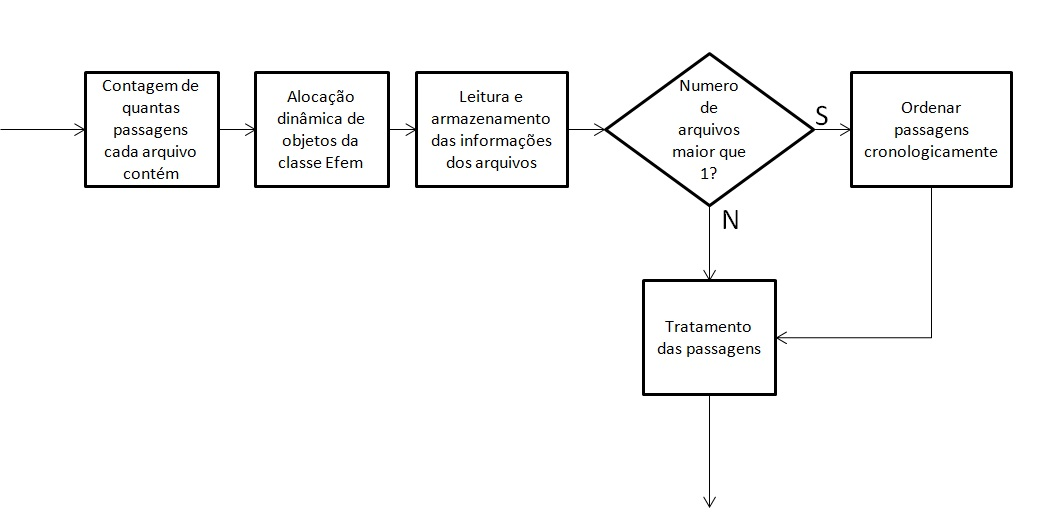 Contagem de
quantas
passagens
cada arquivo
contém
Alocação
dinâmica de
objetos da
classe Efem
Leitura e
armazenamento
das informações
dos arquivos
Numero
de
arquivos
maior que
1?
S
Ordenar
passagens
cronologicamente
N
Tratamento
das passagens